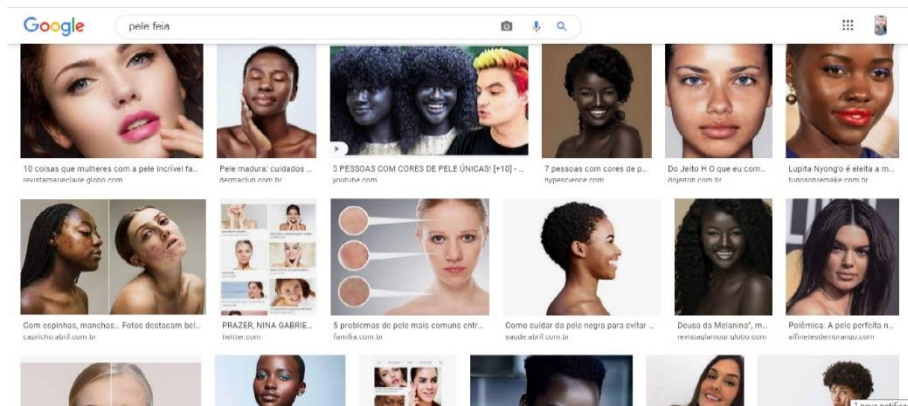 Google
pele feia
10 coisas que mulheres com a pele incrível fa...
revistamarieclaire.globo.com
Pele madura: cuidados ...
dermaclub.com.br
5 PESSOAS COM CORES DE PELE ÚNICAS! [+10] - ...
youtube.com
7 pessoas com cores de p...
hypescience.com
Do Jeito H O que eu com...
dojeitoh.com.br
Lupita Nyong'o é eleita a m...
tudosobremake.com.br
Com espinhas, manchas... Fotos destacam bel...
capricho.abril.com.br
PRAZER, NINA GABRIE...
twitter.com
5 problemas de pele mais comuns entr...
familia.com.br
Como cuidar da pele negra para evitar ...
saude.abril.com.br
Deusa da Melanina", m...
revistaglamour.globo.com
Polêmica: A pele perfeita n...
alfinetesdemorango.com